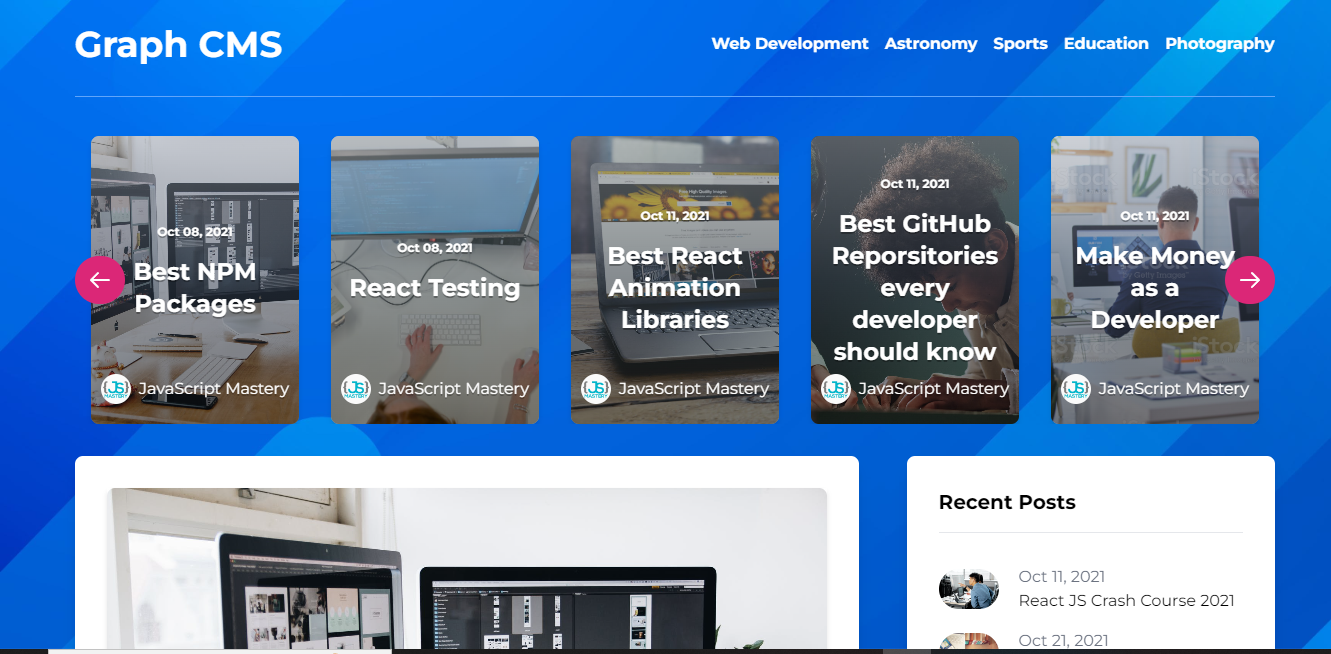 Graph CMS
Web Development Astronomy Sports Education Photography
Oct 08, 2021
Best NPM
Packages
JavaScript Mastery
Oct 08, 2021
React Testing
JavaScript Mastery
Oct 11, 2021
Best React
Animation
Libraries
JavaScript Mastery
Oct 11, 2021
Best GitHub
Reporsitories
every
developer
should know
JavaScript Mastery
Oct 11, 2021
Make Money
as a
Developer
JavaScript Mastery
Recent Posts
Oct 11, 2021
React JS Crash Course 2021
Oct 21, 2021